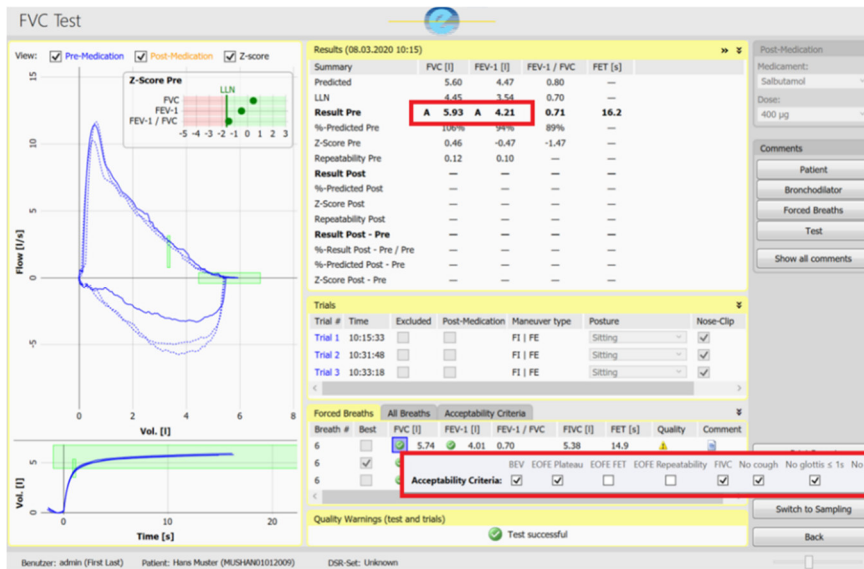 FVC Test
View: Pre-Medication Post-Medication Z-score
Z-Score Pre
LLN
FVC
FEV-1
FEV-1 / FVC
-5 -4 -3 -2 -1 0 1 2 3
15
10
5
0
-5
Flow [l/s]
0 2 4 6 8
Vol. [l]
5
0
Vol. [l]
0 10 20
Time [s]
Results (08.03.2020 10:15)
Summary FVC [l] FEV-1 [l] FEV-1 / FVC FET [s]
Predicted 5.60 4.47 0.80 —
LLN 4.45 3.54 0.70 —
Result Pre A 5.93 A 4.21 0.71 16.2
%-Predicted Pre 106% 94% 89% —
Z-Score Pre 0.46 -0.47 -1.47 —
Repeatability Pre 0.12 0.10 — —
Result Post — — — —
%-Predicted Post — — — —
Z-Score Post — — — —
Repeatability Post — — — —
Result Post - Pre — — — —
%-Result Post - Pre / Pre — — — —
%-Predicted Post - Pre — — — —
Z-Score Post - Pre — — — —
Trials
Trial # Time Excluded Post-Medication Maneuver type Posture Nose-Clip
Trial 1 10:15:33 FI | FE Sitting
Trial 2 10:31:48 FI | FE Sitting
Trial 3 10:33:18 FI | FE Sitting
Forced Breaths All Breaths Acceptability Criteria
Breath # Best FVC [l] FEV-1 [l] FEV-1 / FVC FIVC [l] FET [s] Quality Comment
6 5.74 4.01 0.70 5.38 14.9
6
6
BEV EOFE Plateau EOFE FET EOFE Repeatability FIVC No cough No glottis ≤ 1s No
Acceptability Criteria:
Quality Warnings (test and trials)
Test successful
Post-Medication
Medicament:
Salbutamol
Dose:
400 µg
Comments
Patient
Bronchodilator
Forced Breaths
Test
Show all comments
Switch to Sampling
Back
Benutzer: admin (First Last) Patient: Hans Muster (MUSHAN01012009) DSR-Set: Unknown